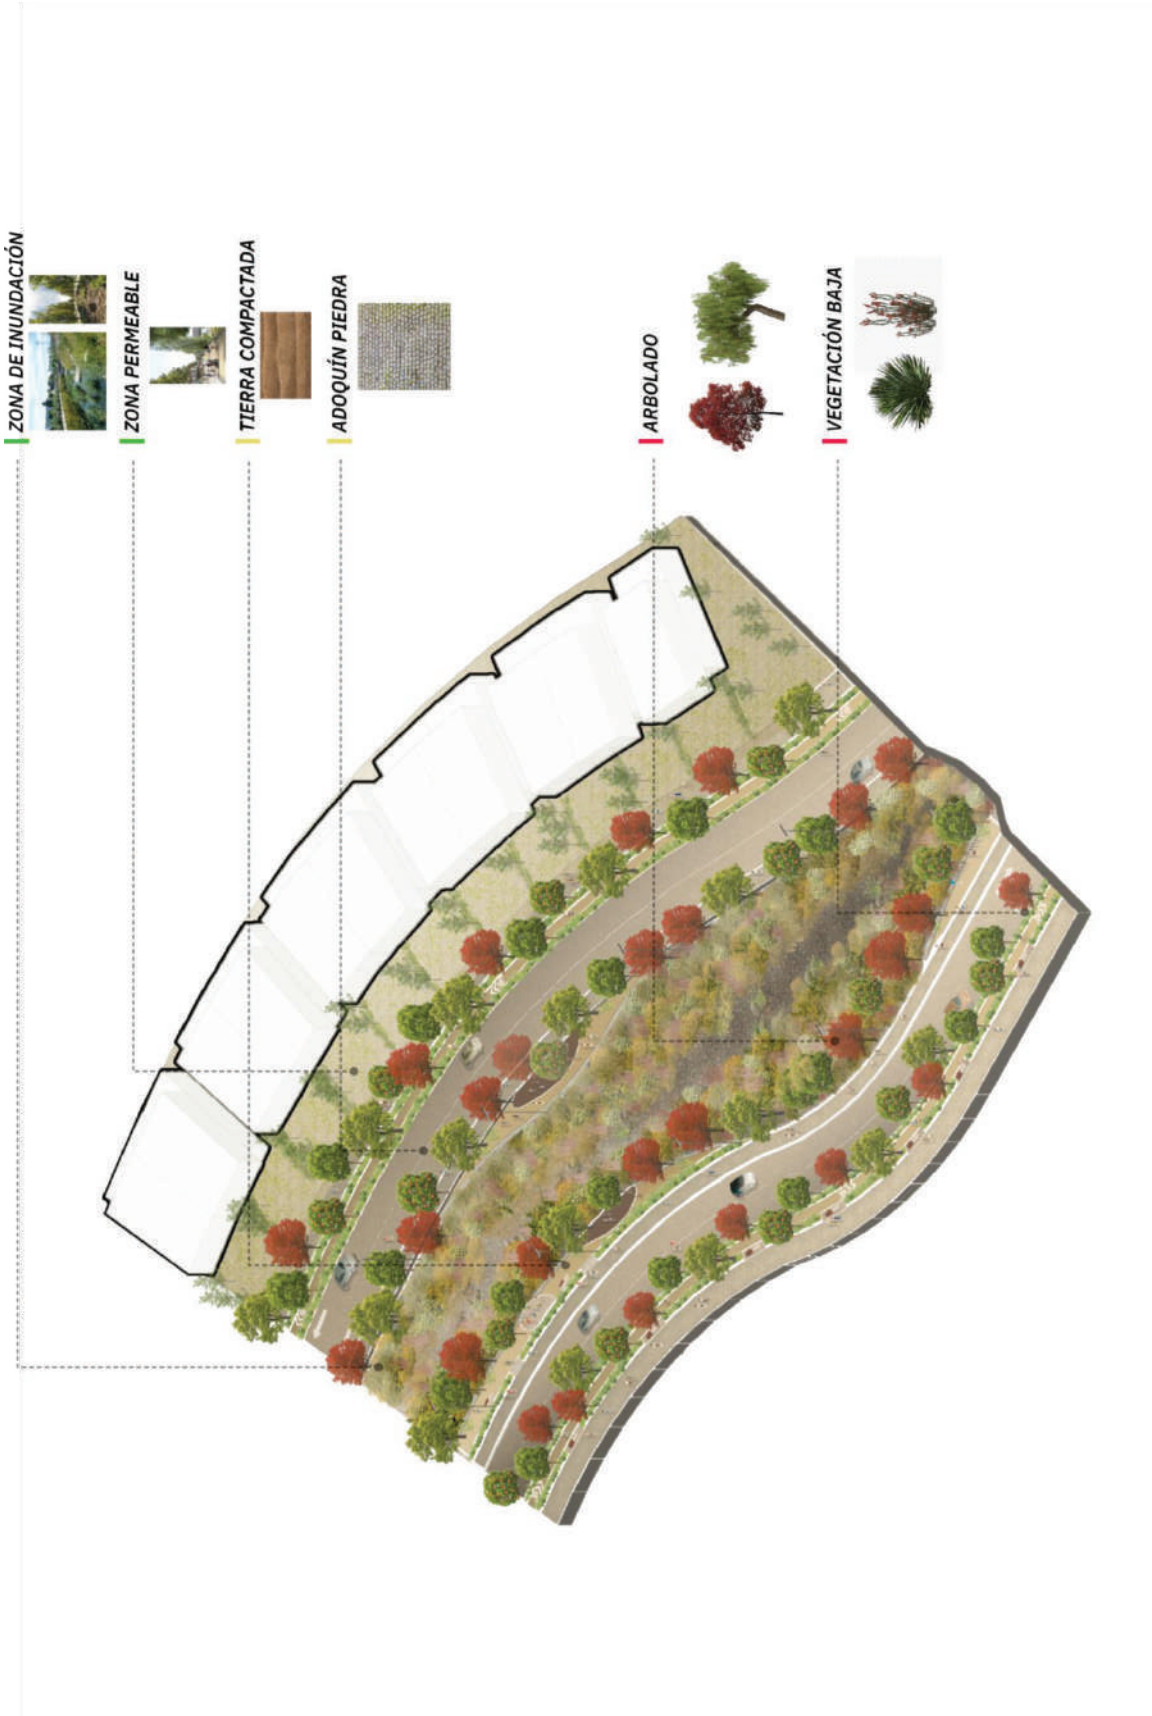 ZONA DE INUNDACIÓN
ZONA PERMEABLE
TIERRA COMPACTADA
ADOQUÍN PIEDRA
ARBOLADO
VEGETACIÓN BAJA